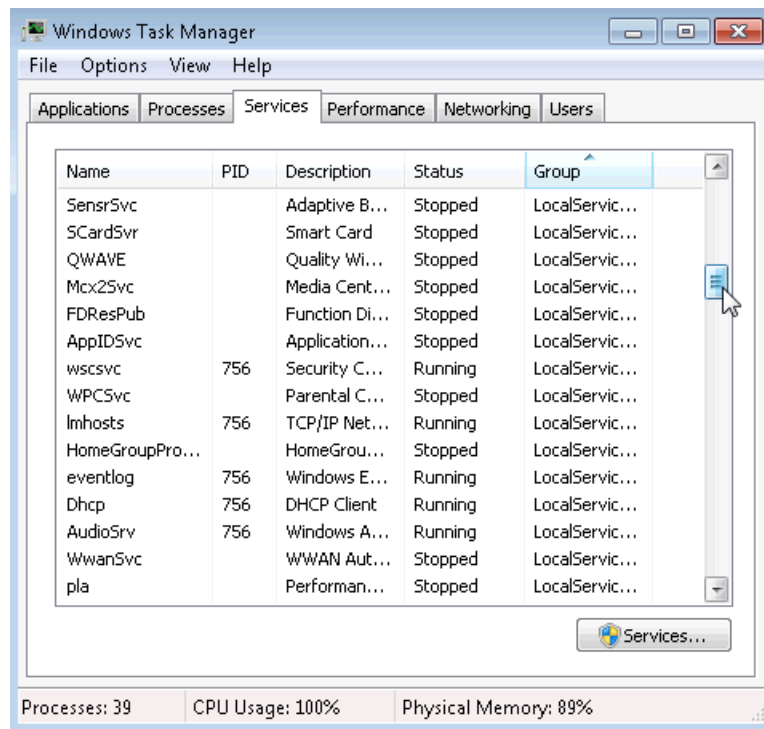 Windows Task Manager
File Options View Help
Applications Processes Services Performance Networking Users
Name PID Description Status Group
SensrSvc Adaptive B... Stopped LocalServic...
SCardSvr Smart Card Stopped LocalServic...
QWAVE Quality Wi... Stopped LocalServic...
Mcx2Svc Media Cent... Stopped LocalServic...
FDResPub Function Di... Stopped LocalServic...
AppIDSvc Application... Stopped LocalServic...
wscsvc 756 Security C... Running LocalServic...
WPCSvc Parental C... Stopped LocalServic...
lmhosts 756 TCP/IP Net... Running LocalServic...
HomeGroupPro... HomeGrou... Stopped LocalServic...
eventlog 756 Windows E... Running LocalServic...
Dhcp 756 DHCP Client Running LocalServic...
AudioSrv 756 Windows A... Running LocalServic...
WwanSvc WWAN Aut... Stopped LocalServic...
pla Performan... Stopped LocalServic...
Services...
Processes: 39 CPU Usage: 100% Physical Memory: 89%